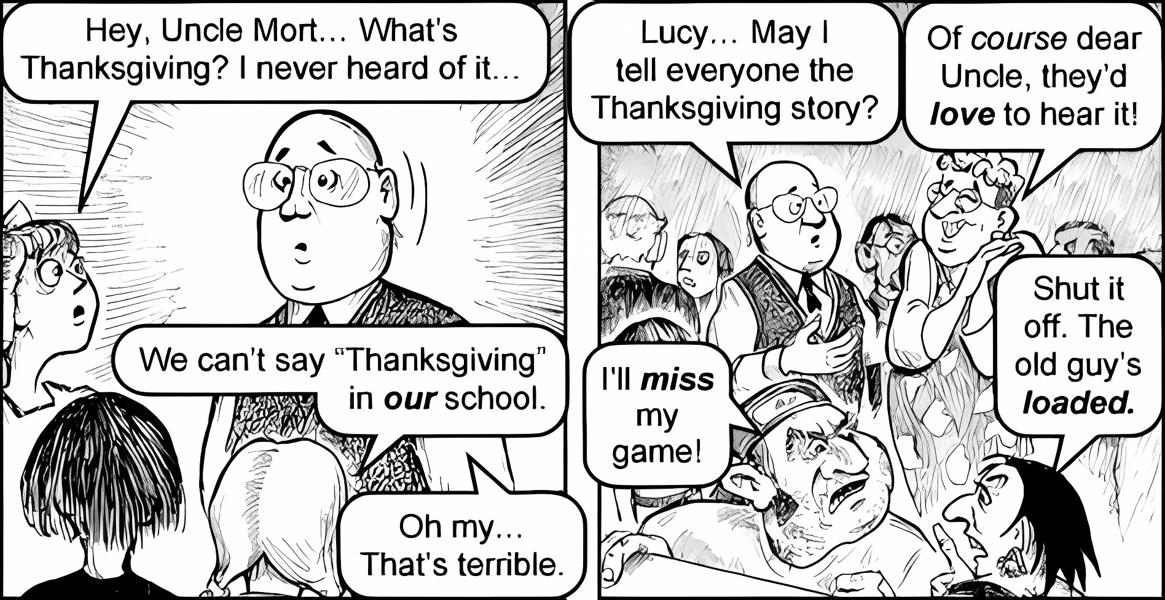 Hey, Uncle Mort... What's
Thanksgiving? I never heard of it...
We can't say "Thanksgiving"
in our school.
Oh my...
That's terrible.
Lucy... May I
tell everyone the
Thanksgiving story?
Of course dear
Uncle, they'd
love to hear it!
I'll miss
my
game!
Shut it
off. The
old guy's
loaded.